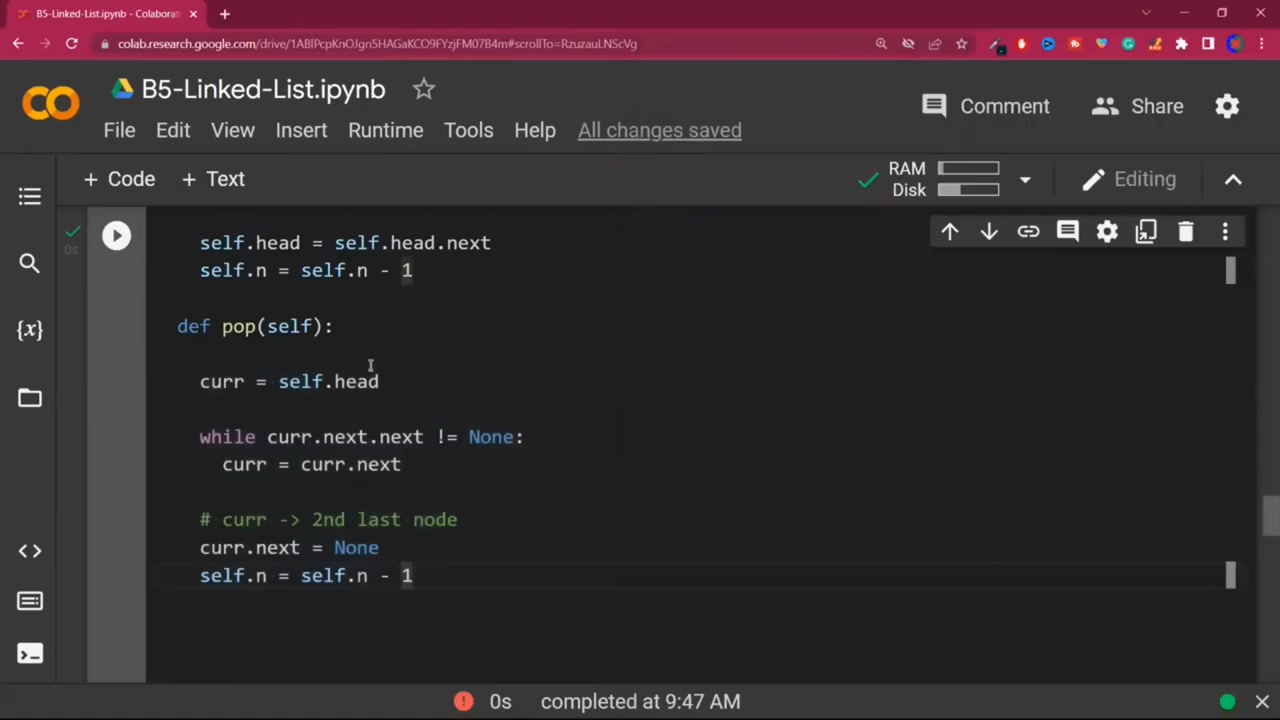 B5-Linked-List.ipynb - Colaborat
colab.research.google.com/drive/1ABlPcpKnOJgn5HAGaKCO9FYzjFM07B4m#scrollTo=RzuzauLNScVg
B5-Linked-List.ipynb
Comment
Share
File Edit View Insert Runtime Tools Help All changes saved
+ Code + Text
RAM
Disk
Editing
0s
self.head = self.head.next
self.n = self.n - 1
def pop(self):
curr = self.head
while curr.next.next != None:
curr = curr.next
# curr -> 2nd last node
curr.next = None
self.n = self.n - 1
{x}
0s completed at 9:47 AM